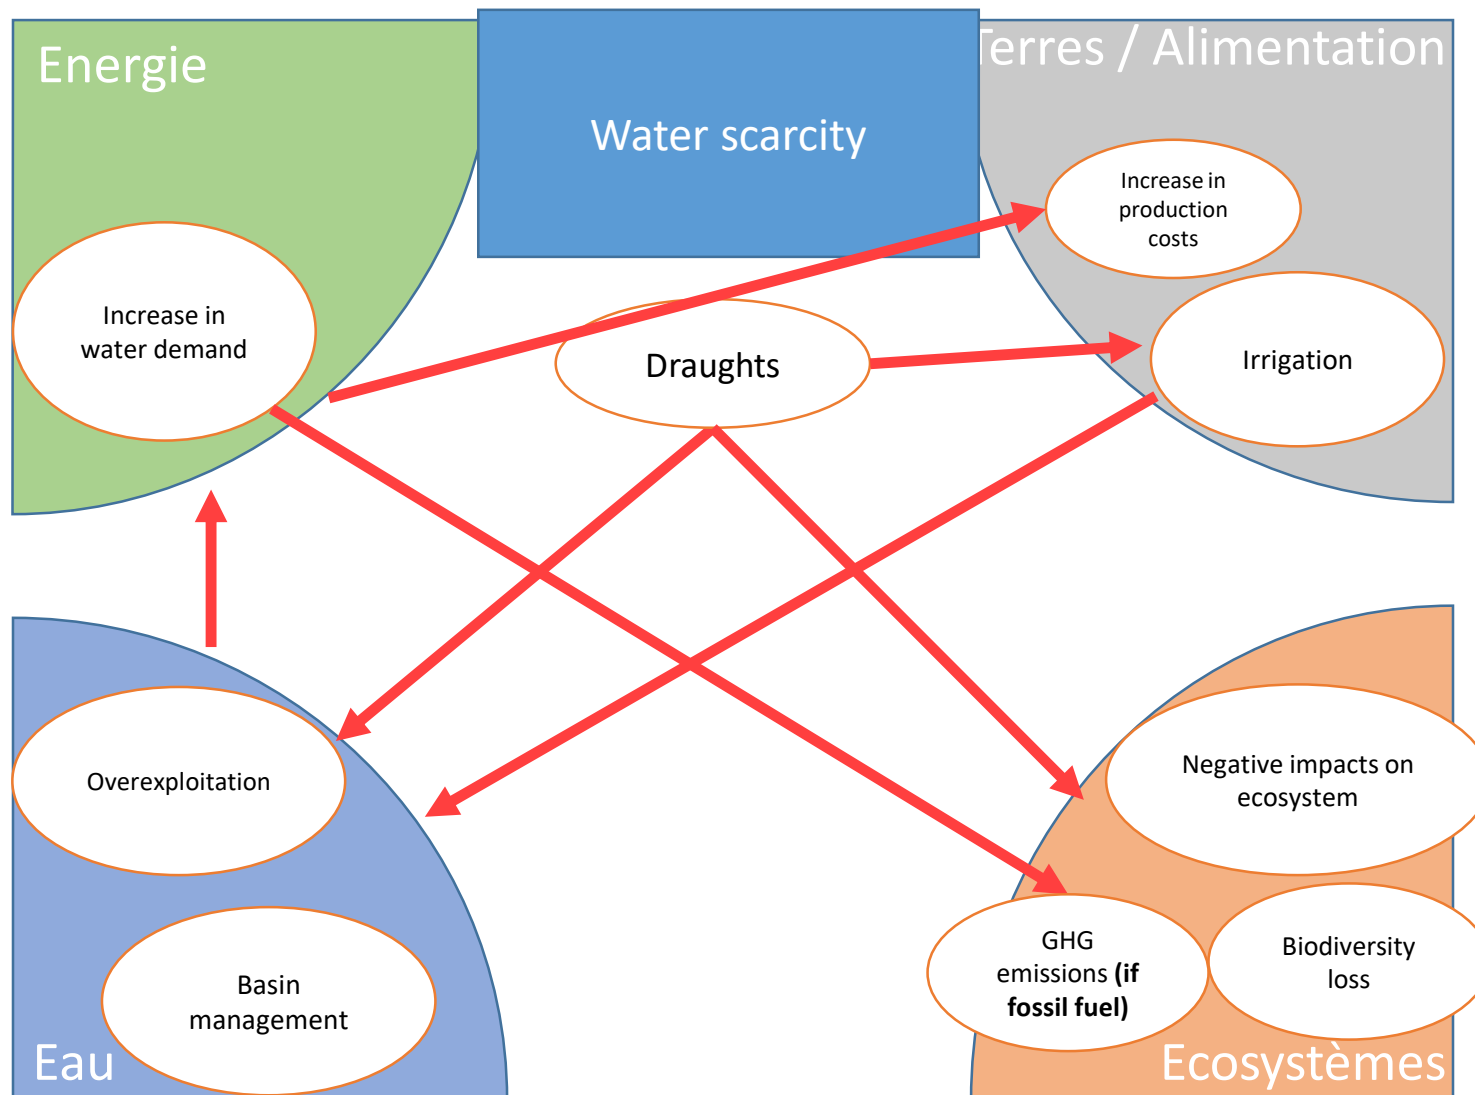 Energie
Water scarcity
Terres / Alimentation
Increase in
production
costs
Increase in
water demand
Draughts
Irrigation
Overexploitation
Negative impacts on
ecosystem
Basin
management
GHG
emissions (if
fossil fuel)
Biodiversity
loss
Eau
Ecosystèmes